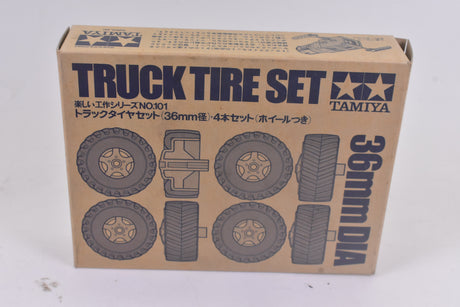 TAMIYA
TRUCK TIRE SET
TAMIYA
楽しい工作シリーズNO.101
トラックタイヤセット(36mm径)・4本セット(ホイールつき)
36mm DIA